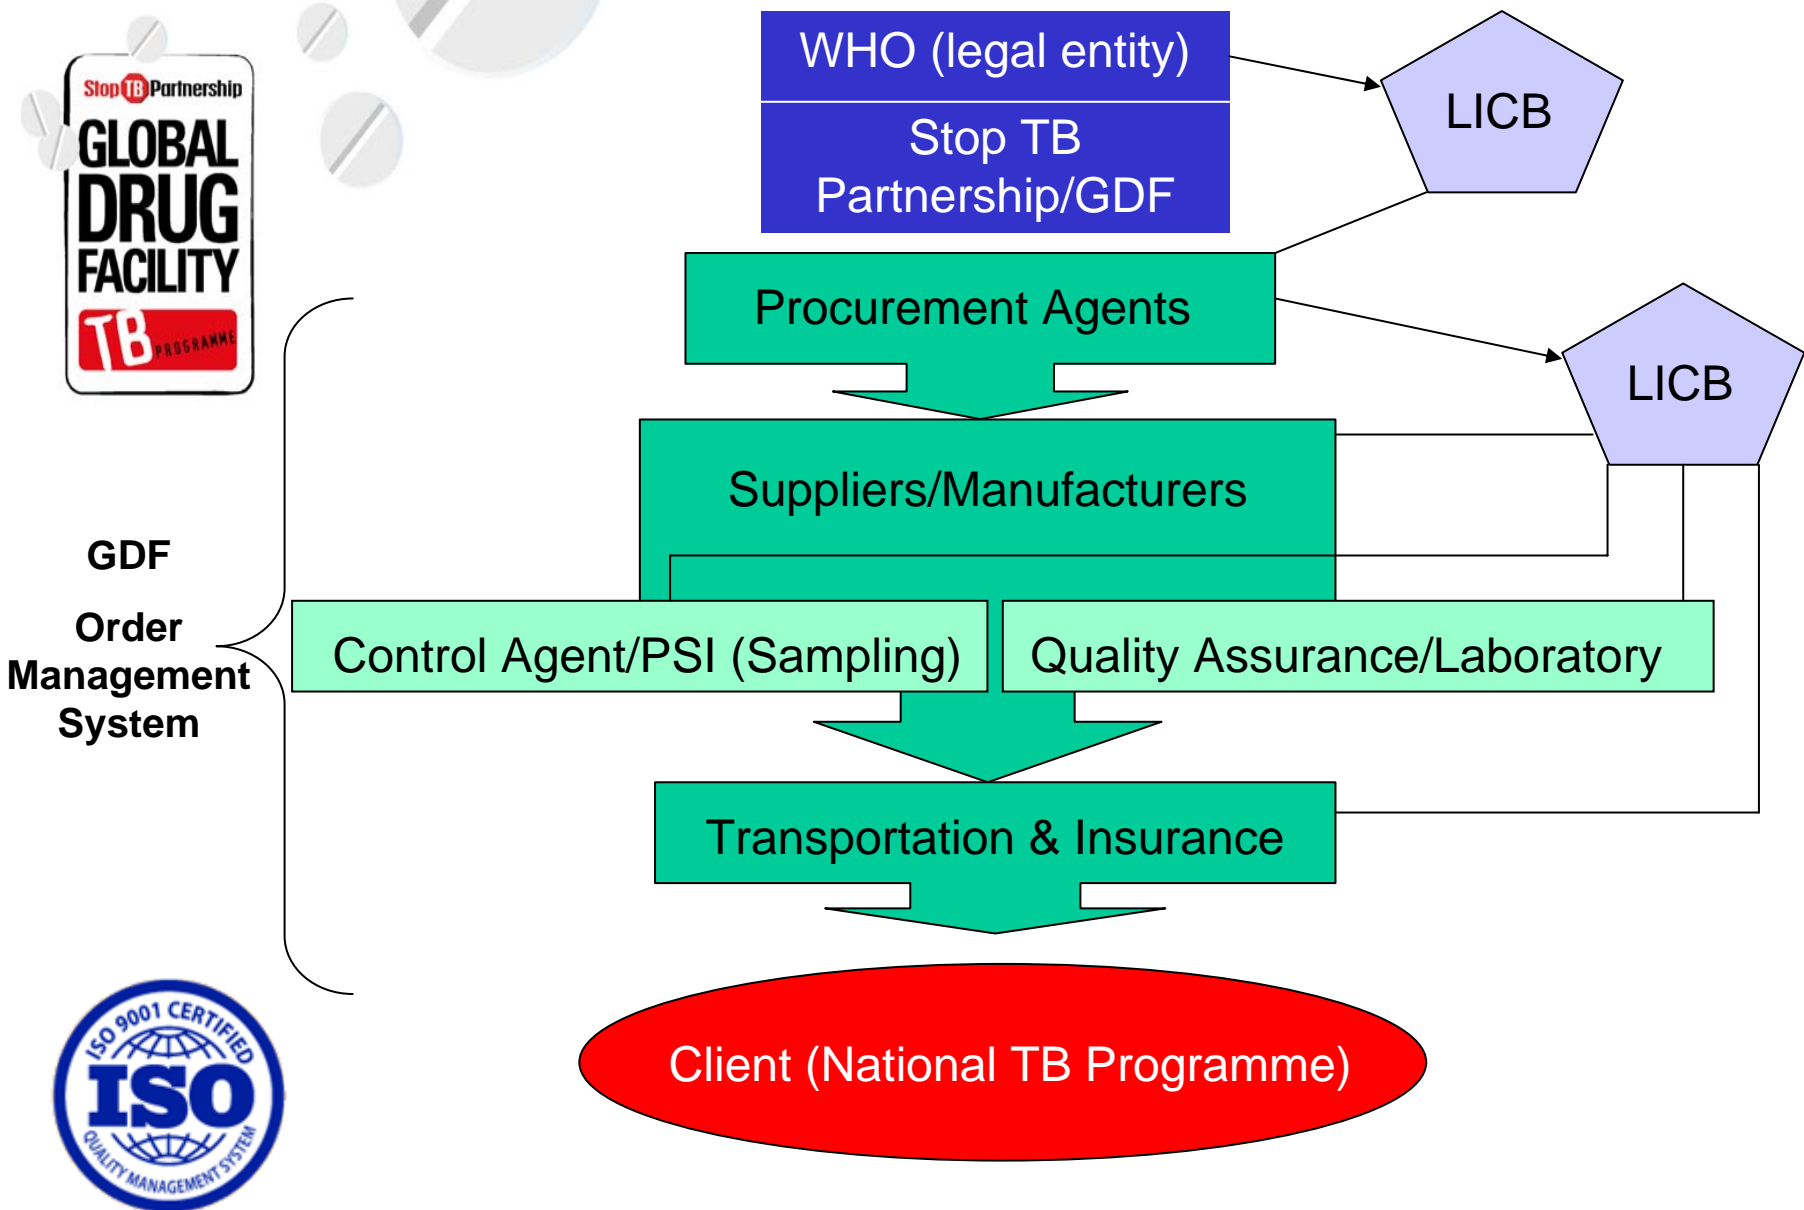 Stop TB Partnership
GLOBAL
DRUG
FACILITY
TB PROGRAMME
WHO (legal entity)
Stop TB
Partnership/GDF
LICB
Procurement Agents
LICB
Suppliers/Manufacturers
GDF
Order
Management
System
Control Agent/PSI (Sampling)
Quality Assurance/Laboratory
Transportation & Insurance
Client (National TB Programme)
ISO 9001 CERTIFIED
ISO
QUALITY MANAGEMENT SYSTEM